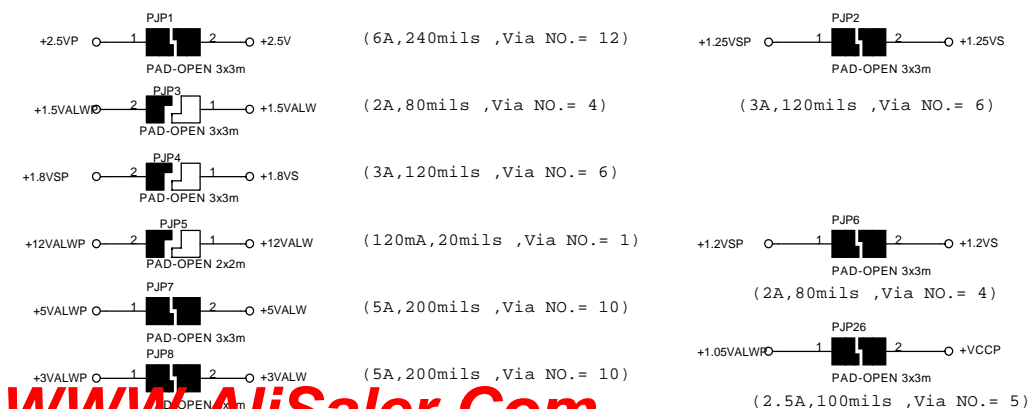 PJP1
+2.5VP 1 2 +2.5V (6A,240mils ,Via NO.= 12)
PAD-OPEN 3x3m
PJP3
+1.5VALWP 2 1 +1.5VALW (2A,80mils ,Via NO.= 4)
PAD-OPEN 3x3m
PJP4
+1.8VSP 2 1 +1.8VS (3A,120mils ,Via NO.= 6)
PAD-OPEN 3x3m
PJP5
+12VALWP 2 1 +12VALW (120mA,20mils ,Via NO.= 1)
PAD-OPEN 2x2m
PJP7
+5VALWP 1 2 +5VALW (5A,200mils ,Via NO.= 10)
PAD-OPEN 3x3m
PJP8
+3VALWP 1 2 +3VALW (5A,200mils ,Via NO.= 10)
PAD-OPEN 3x3m
PJP2
+1.25VSP 1 2 +1.25VS
PAD-OPEN 3x3m
(3A,120mils ,Via NO.= 6)
PJP6
+1.2VSP 1 2 +1.2VS
PAD-OPEN 3x3m
(2A,80mils ,Via NO.= 4)
PJP26
+1.05VALWP 1 2 +VCCP
PAD-OPEN 3x3m
(2.5A,100mils ,Via NO.= 5)
WWW.AliSaler.Com